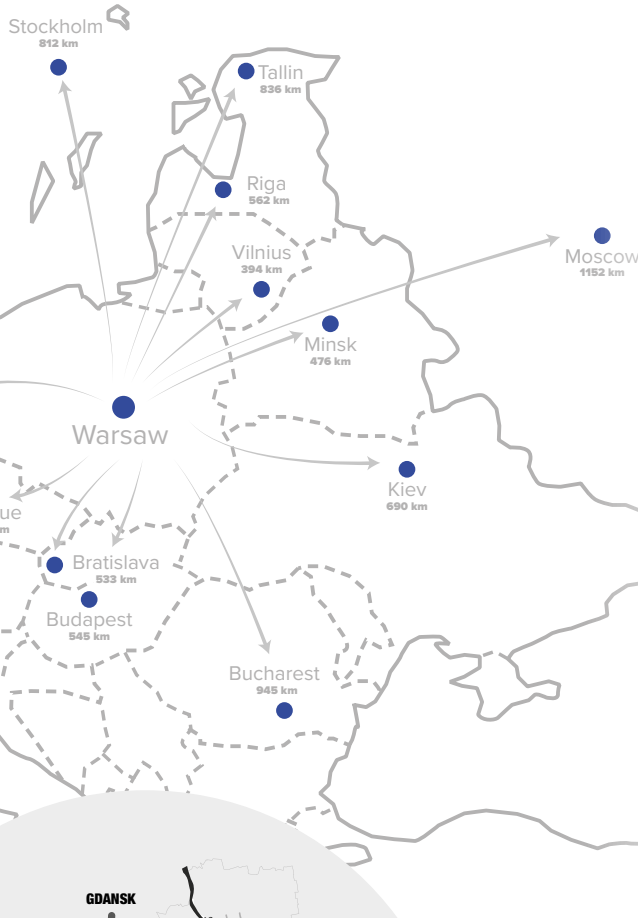 Stockholm
812 km
Tallin
836 km
Riga
562 km
Vilnius
394 km
Moscow
1152 km
Minsk
476 km
Warsaw
Kiev
690 km
ue
m
Bratislava
533 km
Budapest
545 km
Bucharest
945 km
GDANSK